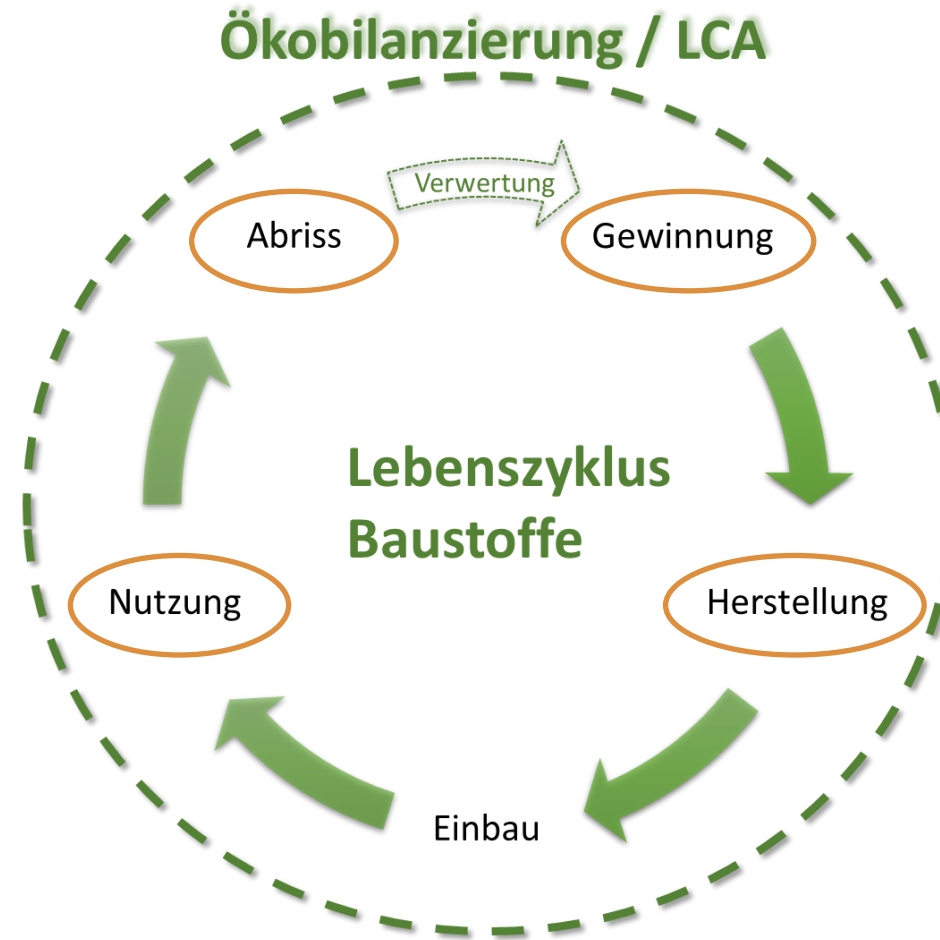 Ökobilanzierung / LCA
Verwertung
Abriss
Gewinnung
Lebenszyklus
Baustoffe
Nutzung
Herstellung
Einbau